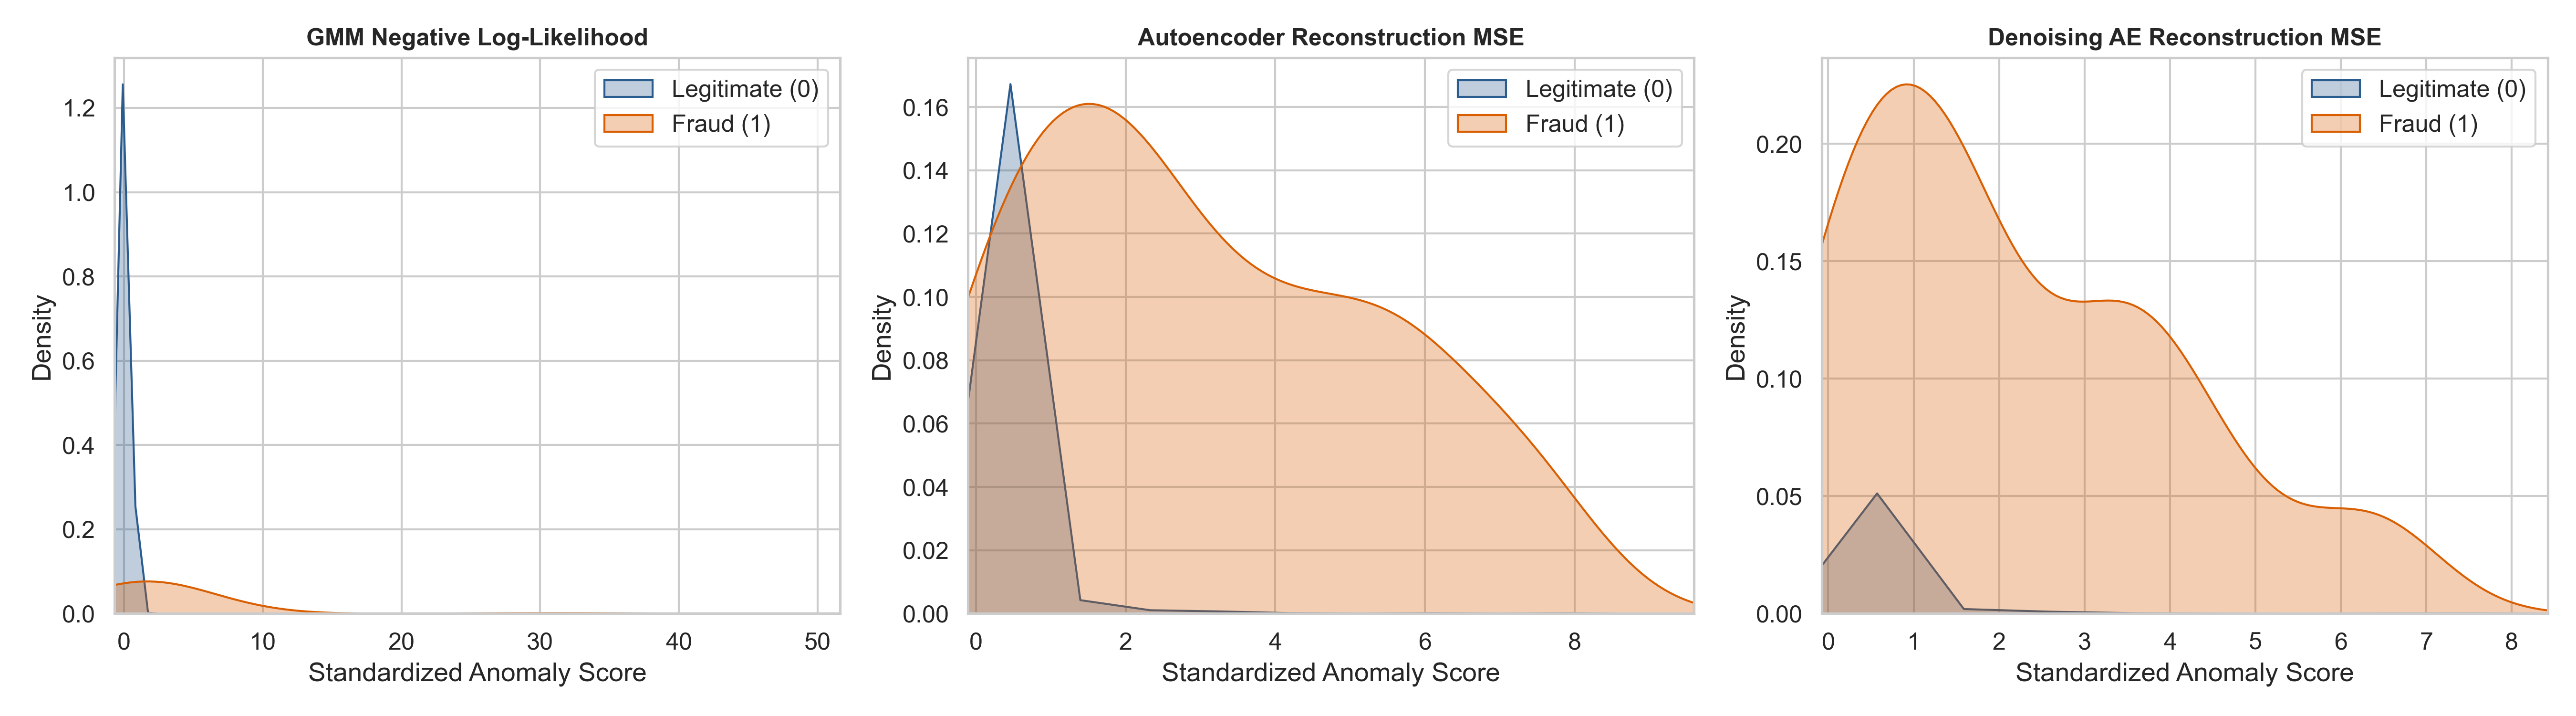 GMM Negative Log-Likelihood
Legitimate (0)
Fraud (1)
Density
1.2
1.0
0.8
0.6
0.4
0.2
0.0
0
10
20
30
40
50
Standardized Anomaly Score
Autoencoder Reconstruction MSE
Legitimate (0)
Fraud (1)
Density
0.16
0.14
0.12
0.10
0.08
0.06
0.04
0.02
0.00
0
2
4
6
8
Standardized Anomaly Score
Denoising AE Reconstruction MSE
Legitimate (0)
Fraud (1)
Density
0.20
0.15
0.10
0.05
0.00
0
1
2
3
4
5
6
7
8
Standardized Anomaly Score